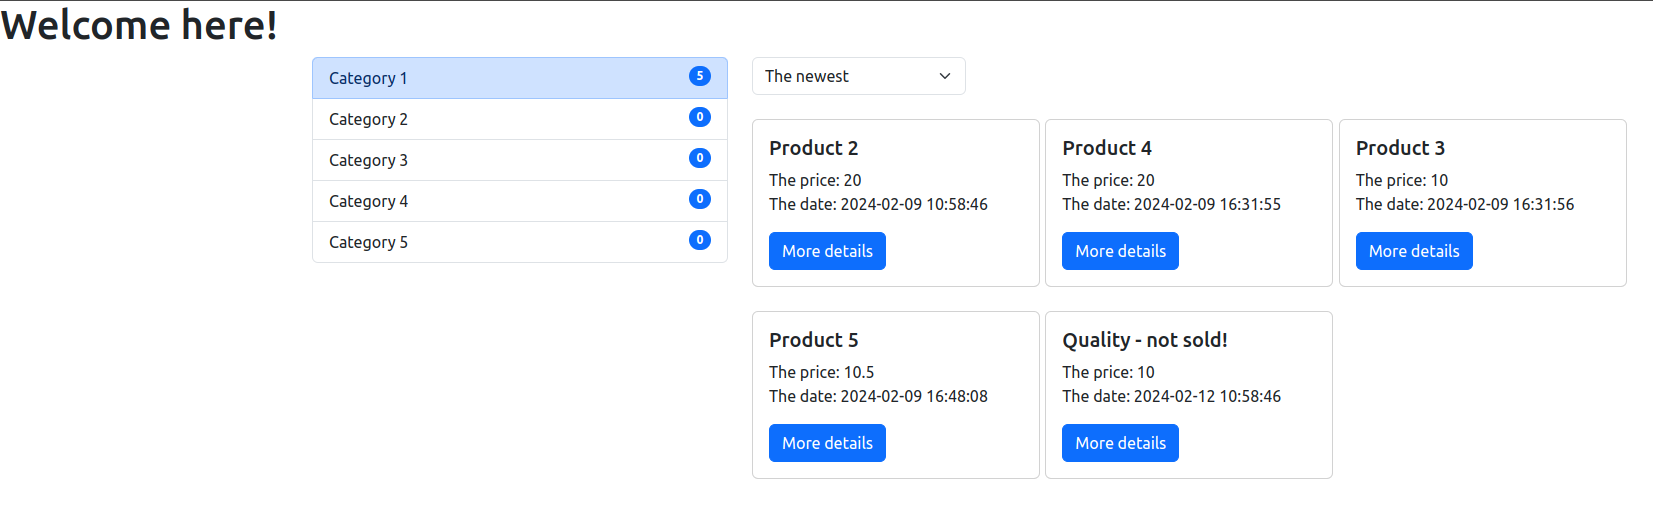 Welcome here!
Category 1 5
Category 2 0
Category 3 0
Category 4 0
Category 5 0
The newest
Product 2
The price: 20
The date: 2024-02-09 10:58:46
More details
Product 4
The price: 20
The date: 2024-02-09 16:31:55
More details
Product 3
The price: 10
The date: 2024-02-09 16:31:56
More details
Product 5
The price: 10.5
The date: 2024-02-09 16:48:08
More details
Quality - not sold!
The price: 10
The date: 2024-02-12 10:58:46
More details